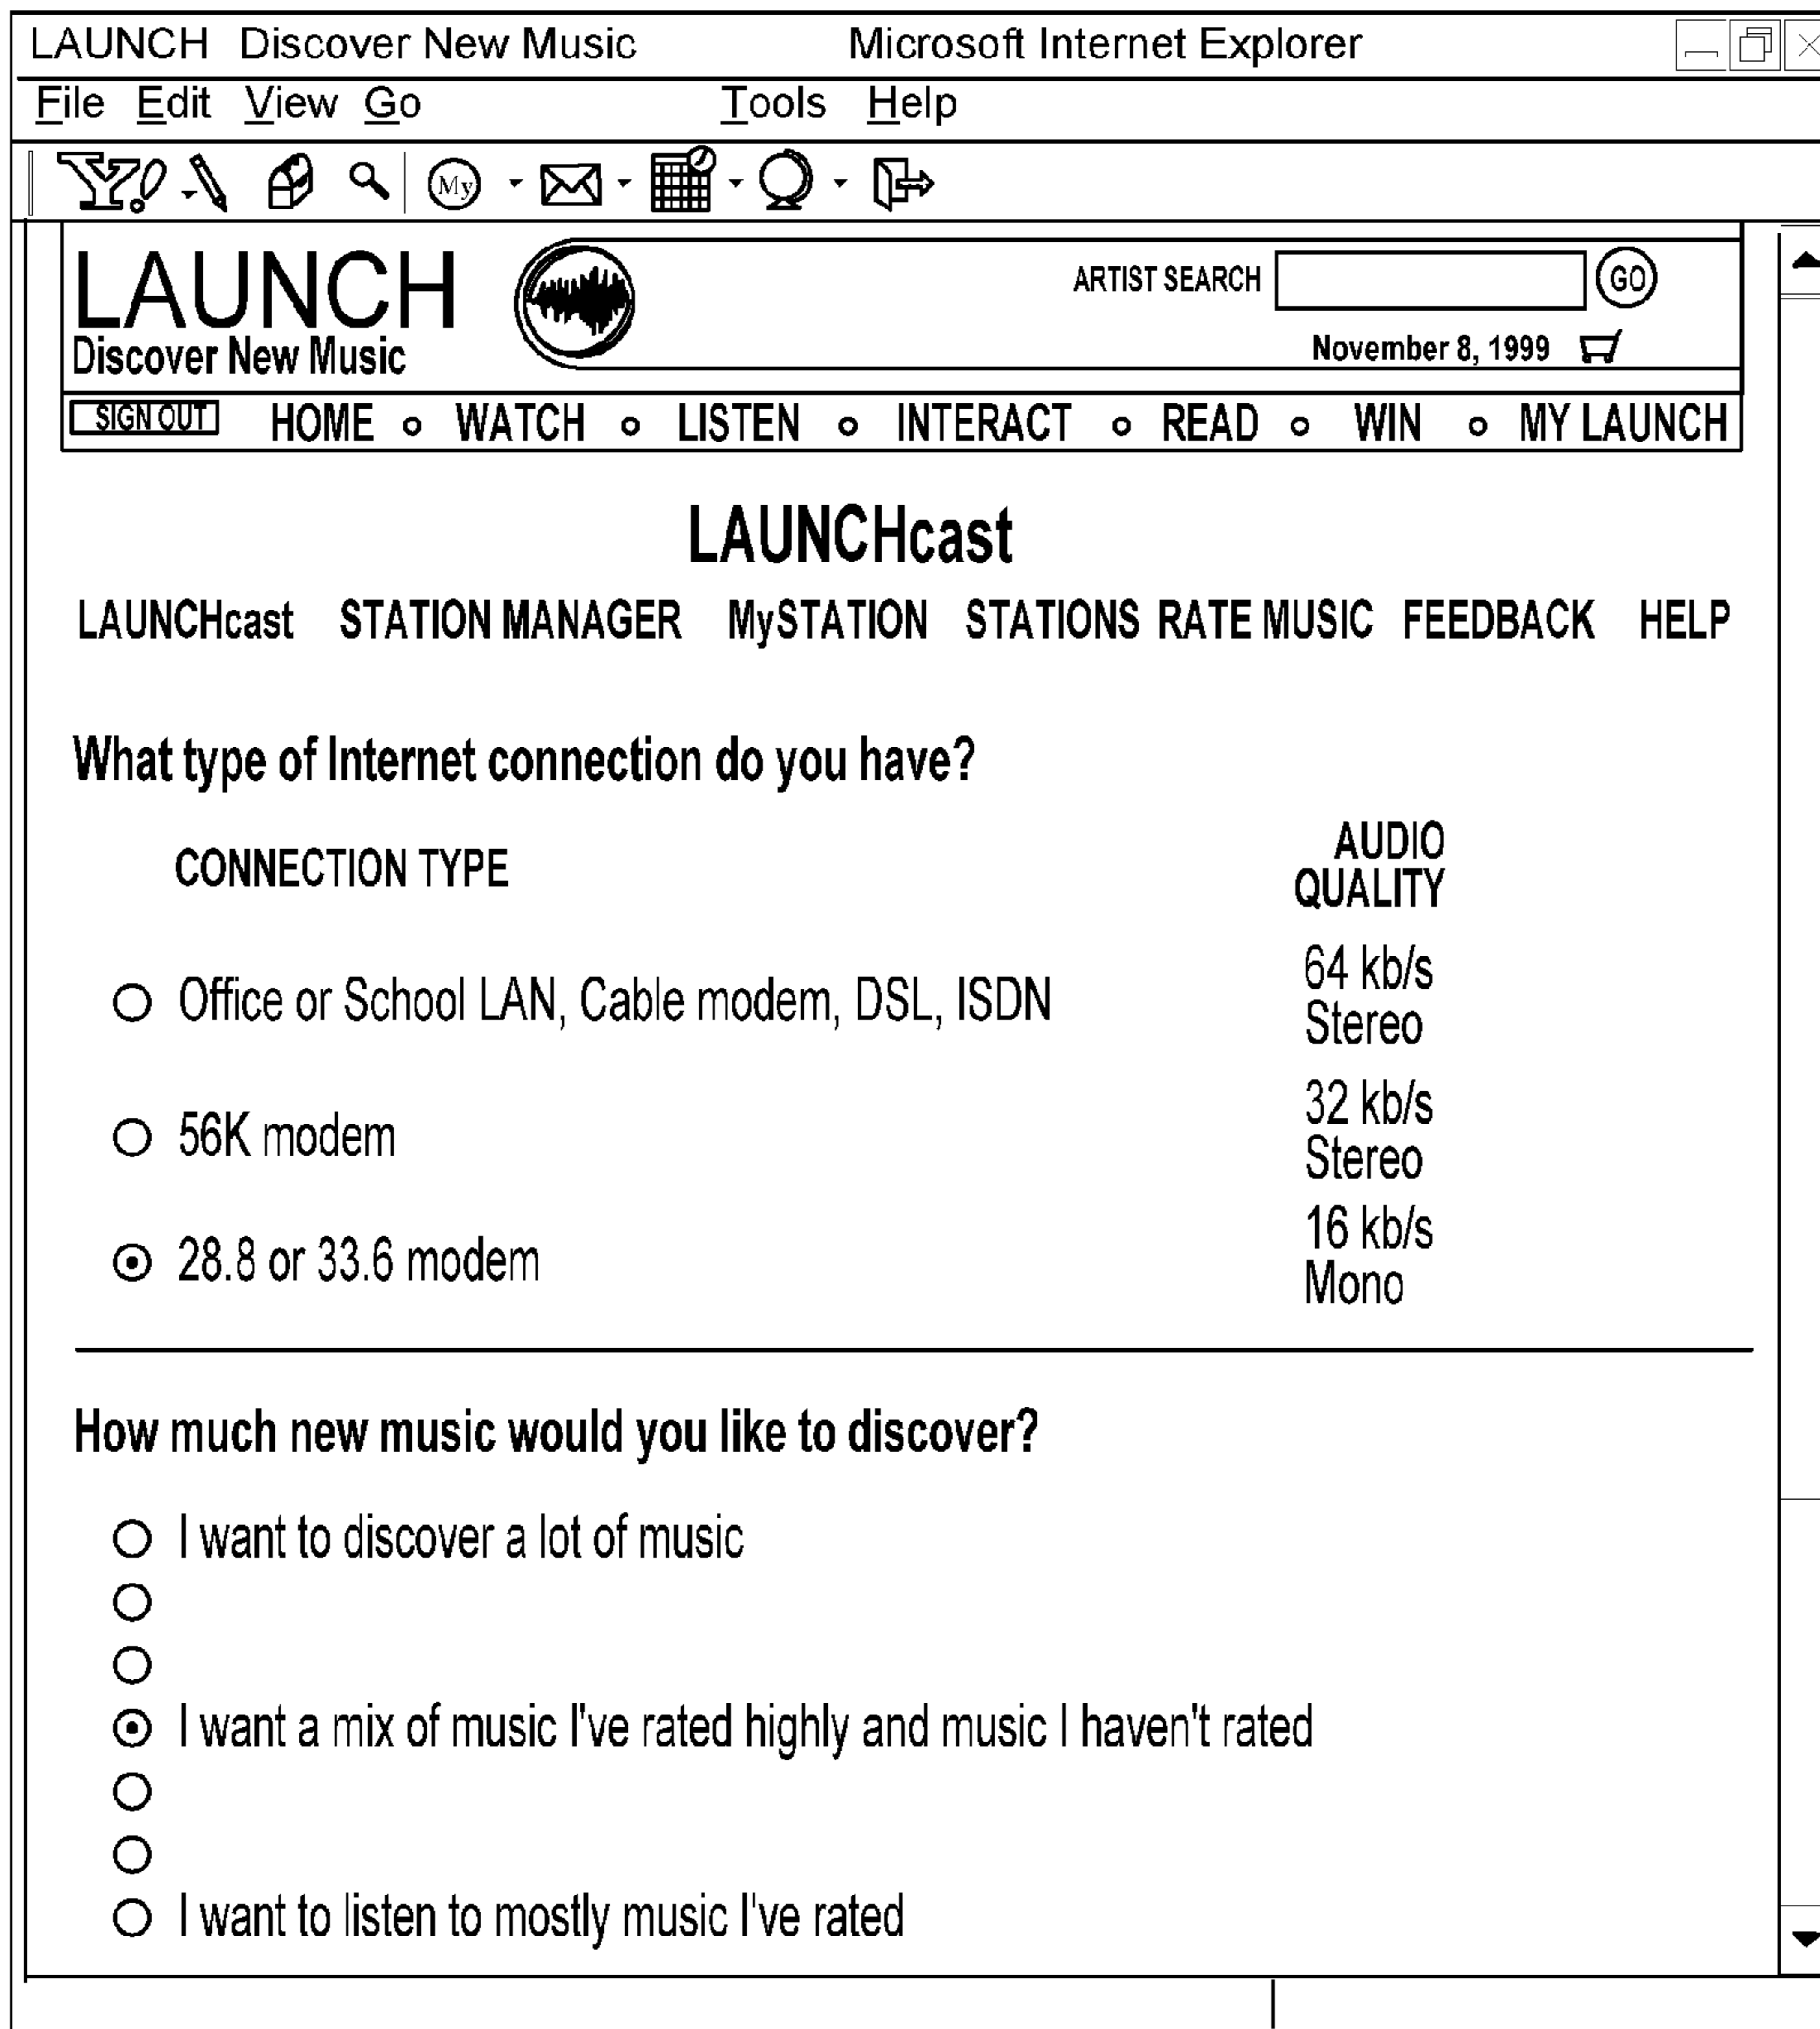 LAUNCH Discover New Music Microsoft Internet Explorer
File Edit View Go Tools Help
Y! My
LAUNCH
Discover New Music
ARTIST SEARCH GO
November 8, 1999
SIGN OUT HOME WATCH LISTEN INTERACT READ WIN MY LAUNCH
LAUNCHcast
LAUNCHcast STATION MANAGER MySTATION STATIONS RATE MUSIC FEEDBACK HELP
What type of Internet connection do you have?
CONNECTION TYPE
AUDIO
QUALITY
Office or School LAN, Cable modem, DSL, ISDN
64 kb/s
Stereo
56K modem
32 kb/s
Stereo
28.8 or 33.6 modem
16 kb/s
Mono
How much new music would you like to discover?
I want to discover a lot of music
I want a mix of music I've rated highly and music I haven't rated
I want to listen to mostly music I've rated